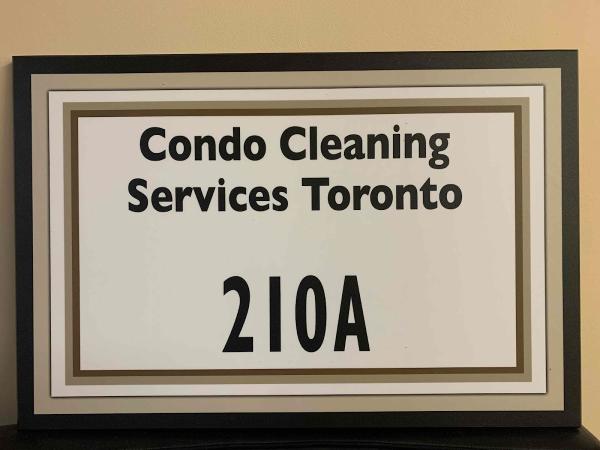 Condo Cleaning
Services Toronto
210A